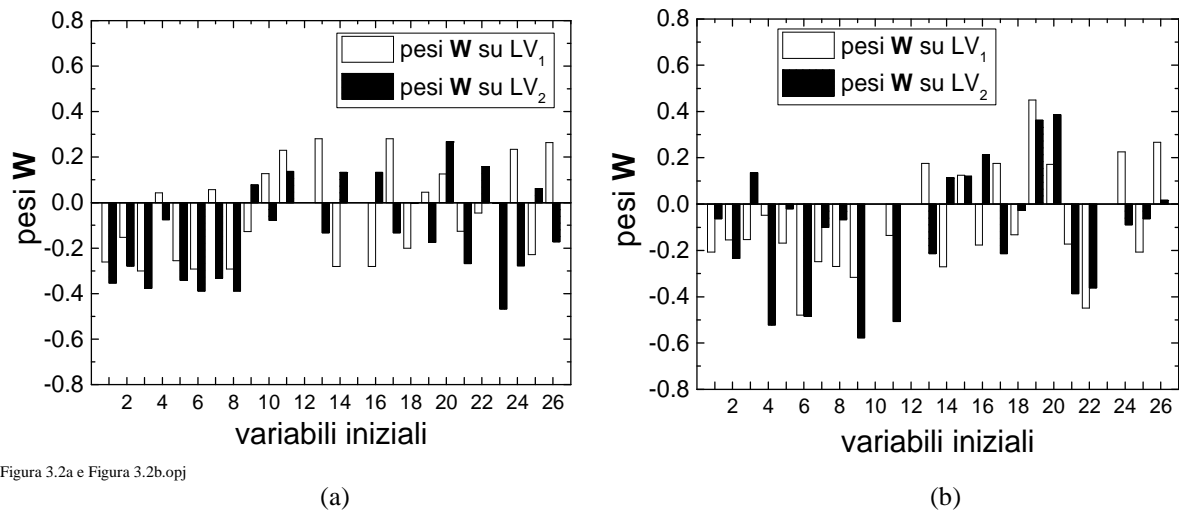 0.8
0.6
0.4
0.2
0.0
-0.2
-0.4
-0.6
-0.8
pesi W
pesi W su LV1
pesi W su LV2
2 4 6 8 10 12 14 16 18 20 22 24 26
variabili iniziali
0.8
0.6
0.4
0.2
0.0
-0.2
-0.4
-0.6
-0.8
pesi W
pesi W su LV1
pesi W su LV2
2 4 6 8 10 12 14 16 18 20 22 24 26
variabili iniziali
Figura 3.2a e Figura 3.2b.opj
(a)
(b)